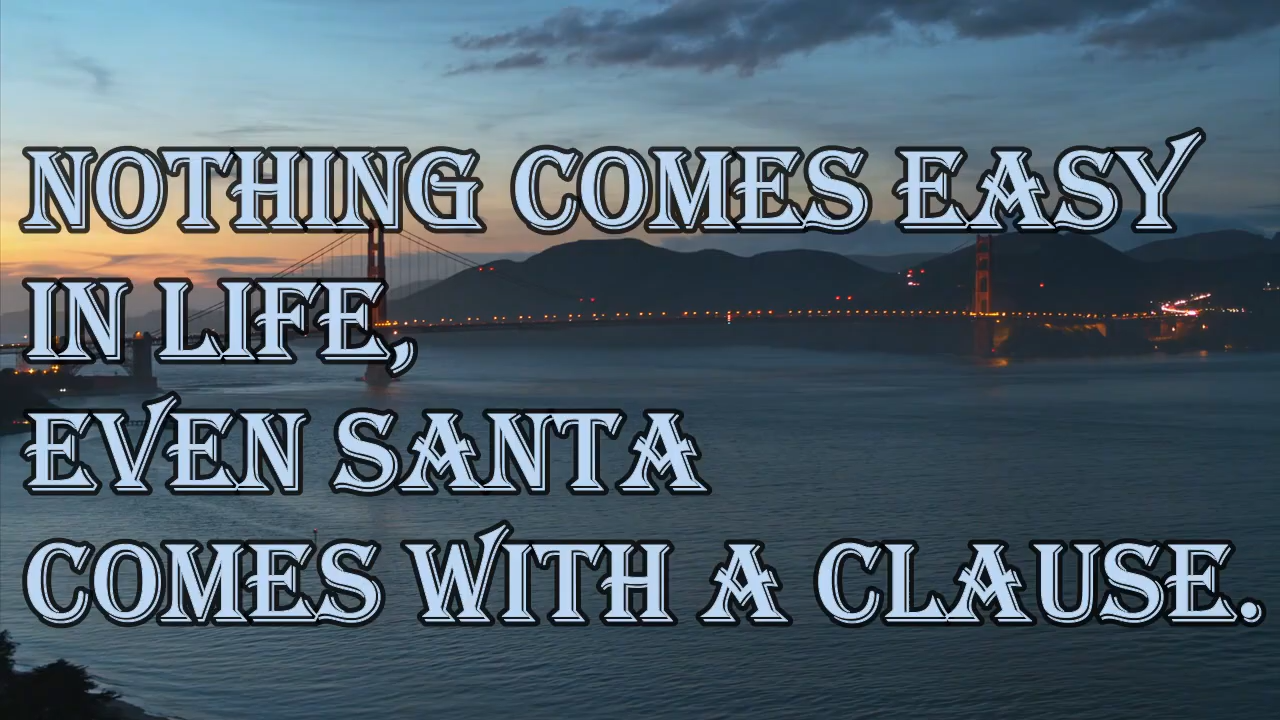 NOTHING COMES EASY
IN LIFE,
EVEN SANTA
COMES WITH A CLAUSE.